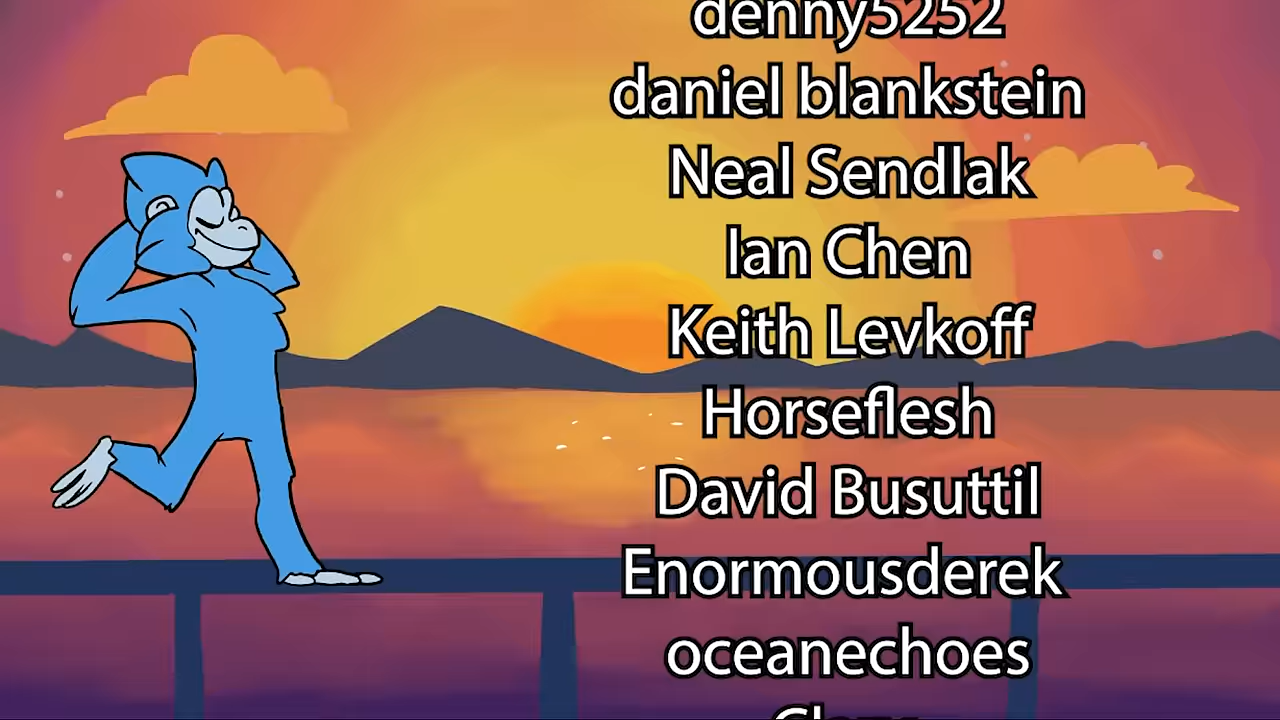 denny5252
daniel blankstein
Neal Sendlak
Ian Chen
Keith Levkoff
Horseflesh
David Busuttil
Enormousderek
oceanechoes